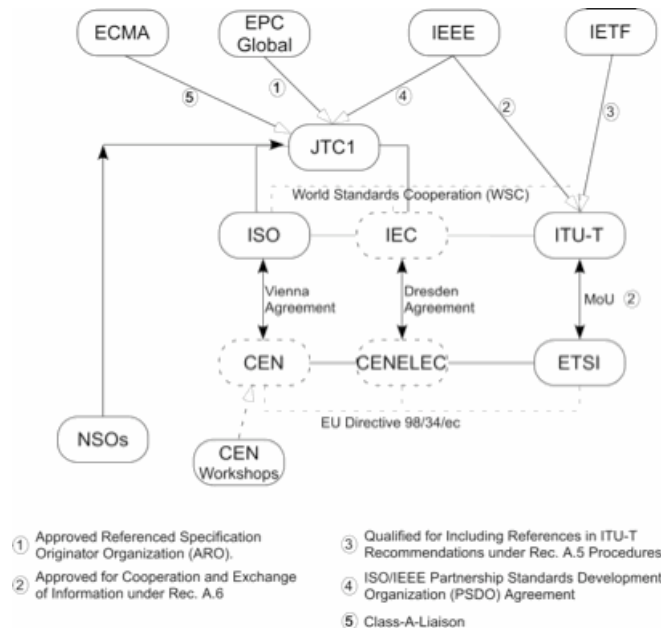 ECMA
EPC
Global
IEEE
IETF
5
1
4
2
3
JTC1
World Standards Cooperation (WSC)
ISO
IEC
ITU-T
Vienna
Agreement
Dresden
Agreement
MoU 2
CEN
CENELEC
ETSI
EU Directive 98/34/ec
NSOs
CEN
Workshops
1 Approved Referenced Specification
Originator Organization (ARO).
2 Approved for Cooperation and Exchange
of Information under Rec. A.6
3 Qualified for Including References in ITU-T
Recommendations under Rec. A.5 Procedures
4 ISO/IEEE Partnership Standards Development
Organization (PSDO) Agreement
5 Class-A-Liaison